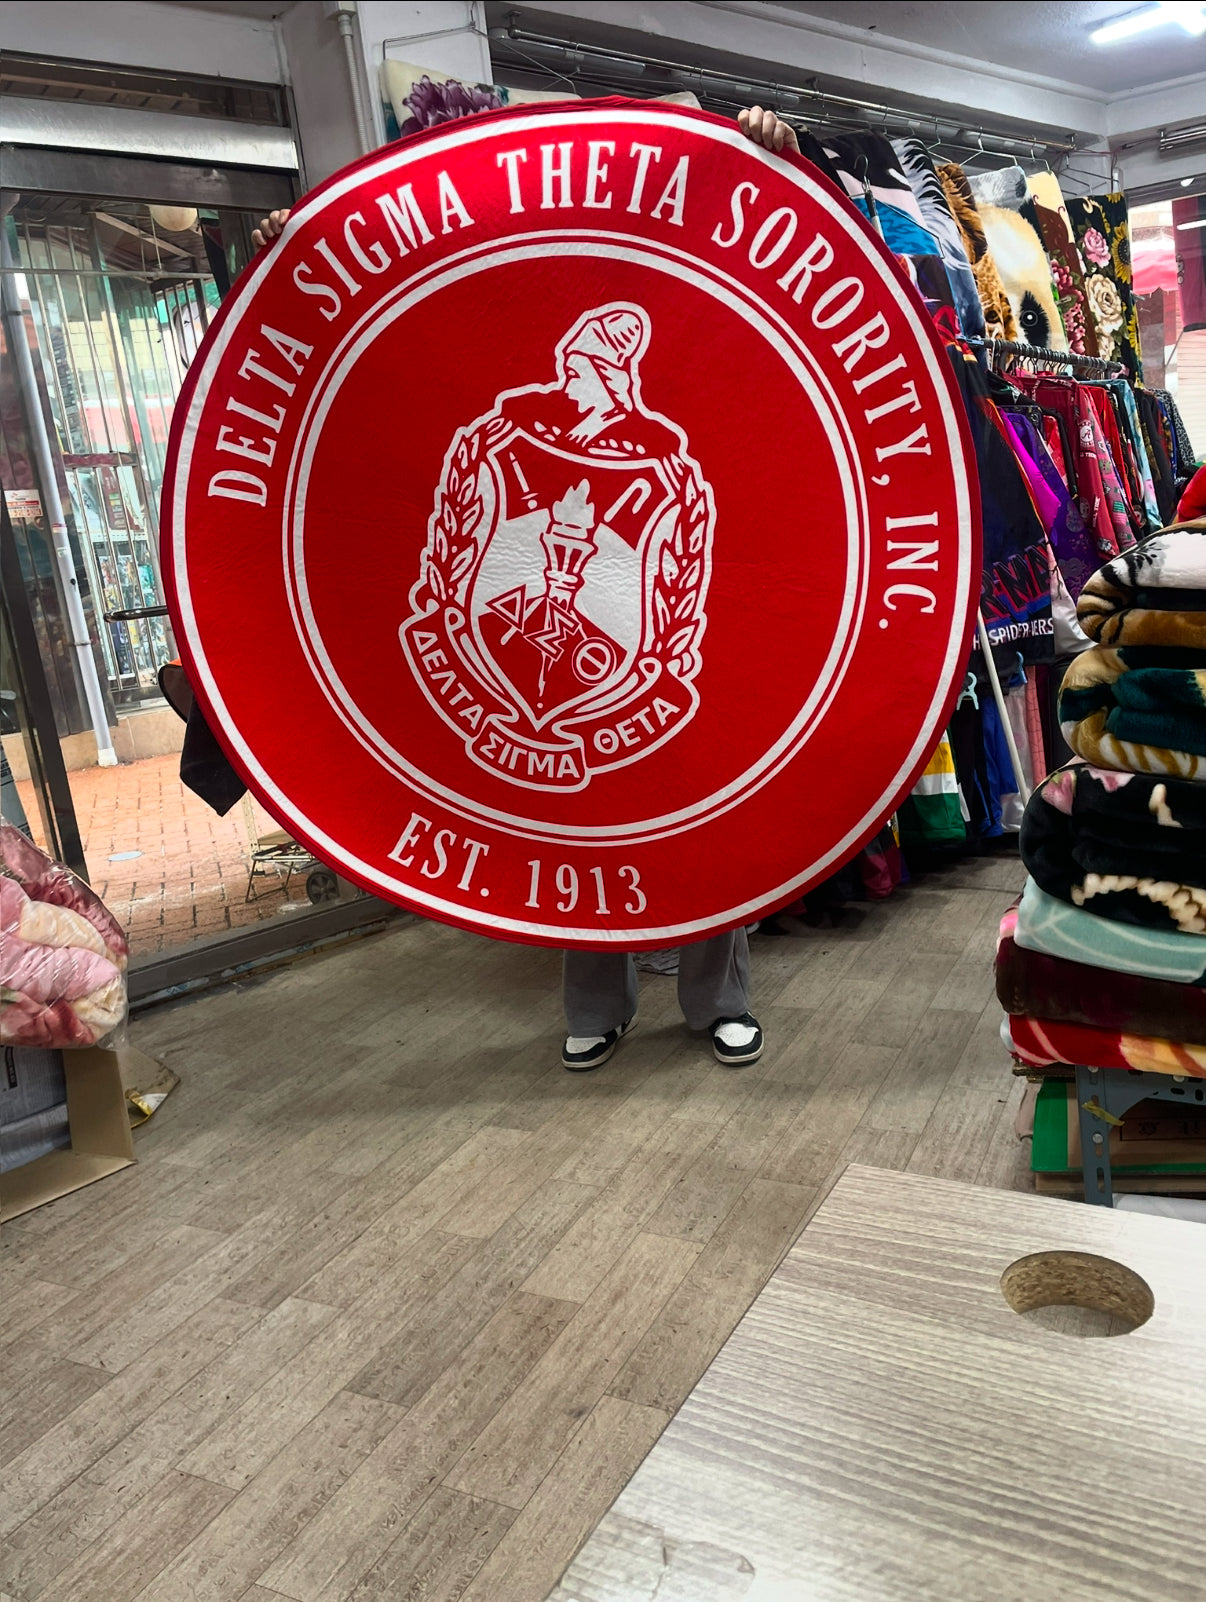 DELTA SIGMA THETA SORORITY, INC.
ΔΣΘ
ΔΕΛΤΑ
ΣΙΓΜΑ
ΘΕΤΑ
EST. 1913